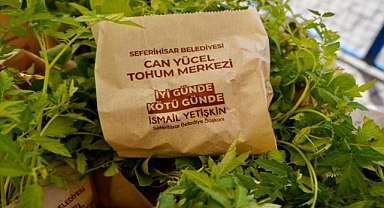 SEFERİHİSAR BELEDİYESİ
CAN YÜCEL
TOHUM MERKEZİ
İYİ GÜNDE
KÖTÜ GÜNDE
İSMAİL YETİŞKİN
Seferihisar Belediye Başkanı